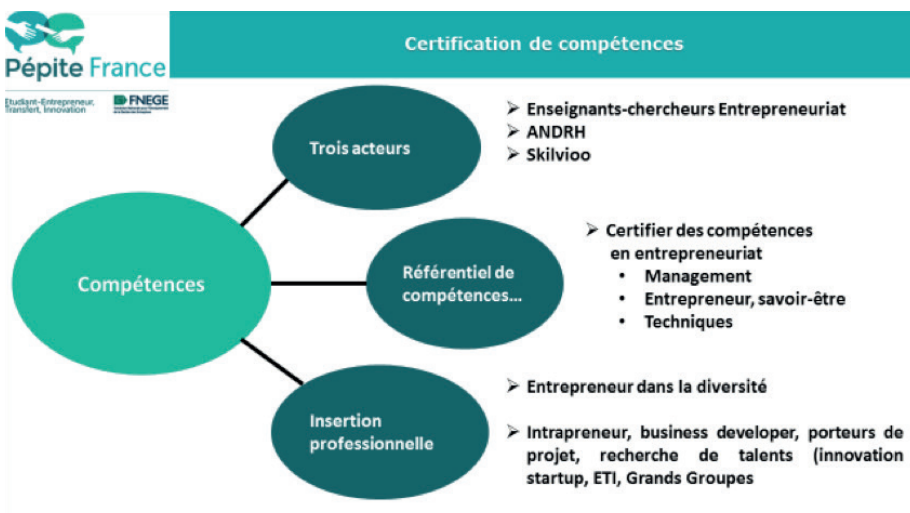 Pépite France
Etudiant-Entrepreneur,
Transfert, Innovation
FNEGE
Certification de compétences
Compétences
Trois acteurs
➢ Enseignants-chercheurs Entrepreneuriat
➢ ANDRH
➢ Skilvioo
Référentiel de
compétences...
➢ Certifier des compétences
en entrepreneuriat
• Management
• Entrepreneur, savoir-être
• Techniques
Insertion
professionnelle
➢ Entrepreneur dans la diversité
➢ Intrapreneur, business developer, porteurs de
projet, recherche de talents (innovation
startup, ETI, Grands Groupes